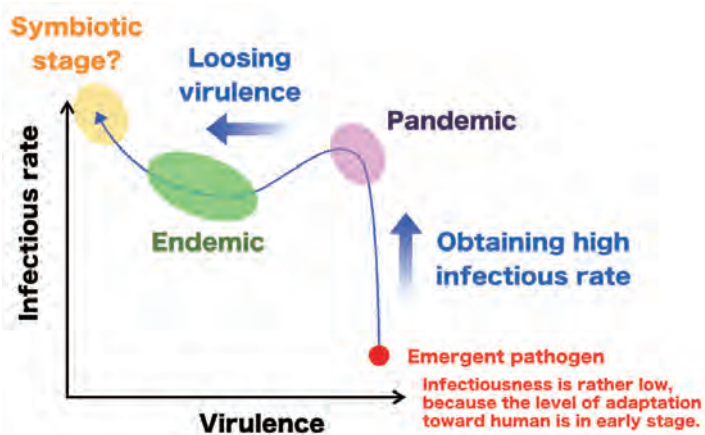 Symbiotic
stage?
Loosing
virulence
Pandemic
Infectious rate
Endemic
Obtaining high
infectious rate
Emergent pathogen
Infectiousness is rather low,
because the level of adaptation
toward human is in early stage.
Virulence